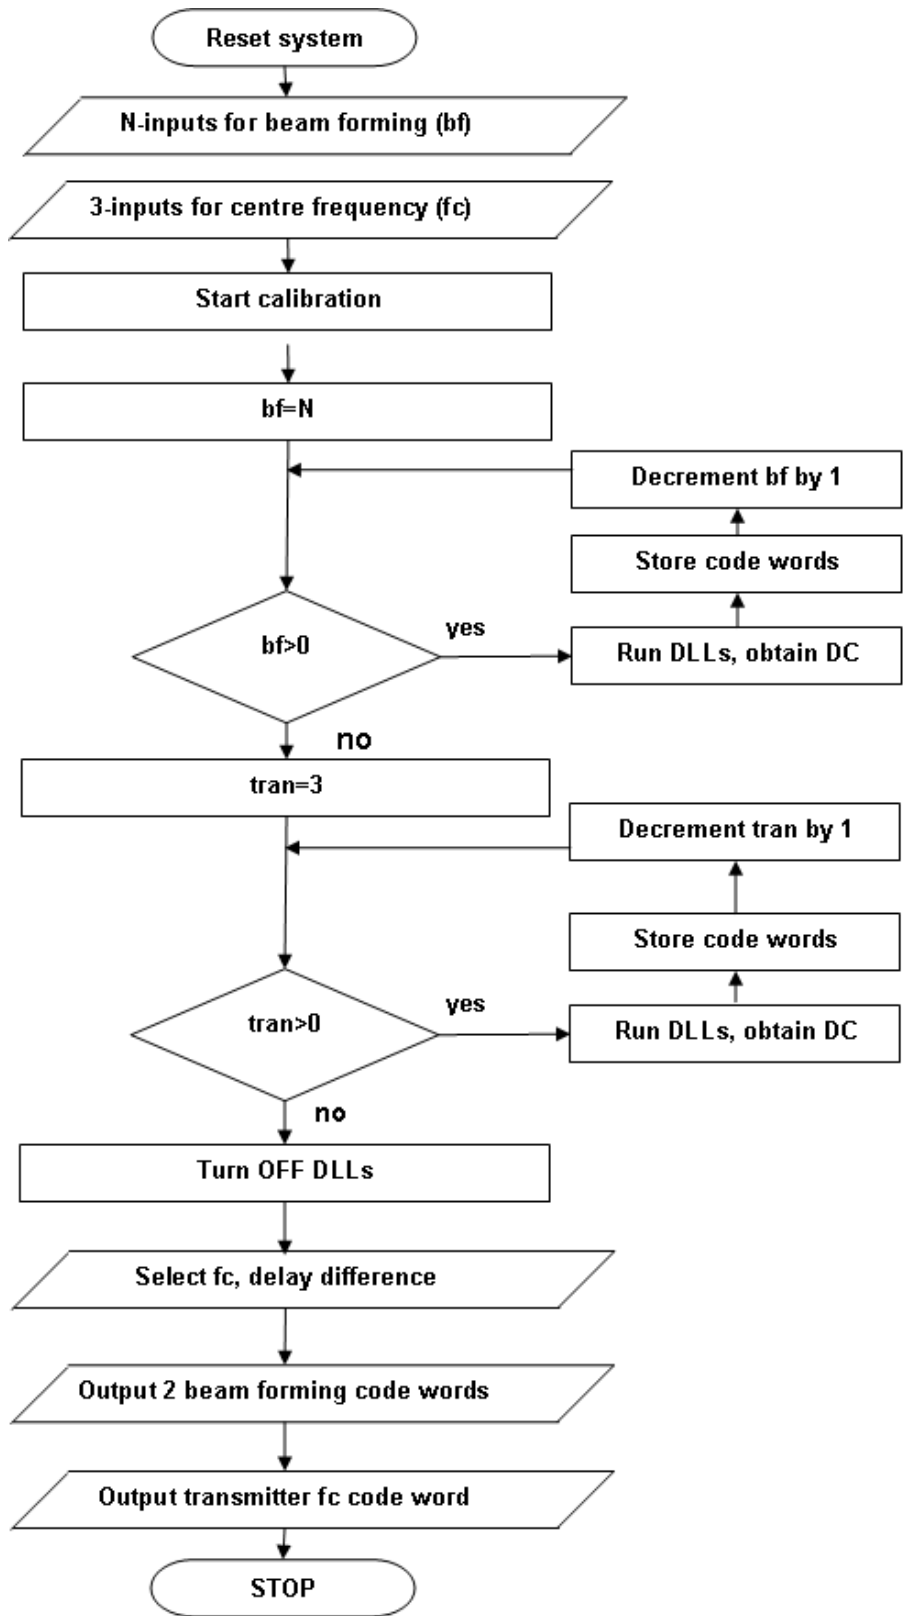 Reset system
N-inputs for beam forming (bf)
3-inputs for centre frequency (fc)
Start calibration
bf=N
Decrement bf by 1
Store code words
bf>0
yes
Run DLLs, obtain DC
no
tran=3
Decrement tran by 1
Store code words
tran>0
yes
Run DLLs, obtain DC
no
Turn OFF DLLs
Select fc, delay difference
Output 2 beam forming code words
Output transmitter fc code word
STOP